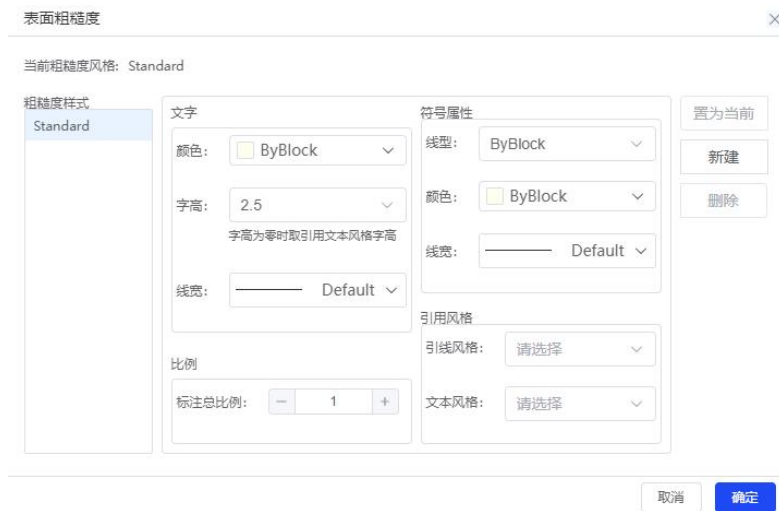 表面粗糙度
当前粗糙度风格: Standard
粗糙度样式
Standard
文字
颜色: ByBlock
字高: 2.5
字高为零时取引用文本风格字高
线宽: Default
比例
标注总比例: — 1 +
符号属性
线型: ByBlock
颜色: ByBlock
线宽: Default
引用风格
引线风格: 请选择
文本风格: 请选择
置为当前
新建
删除
取消 确定